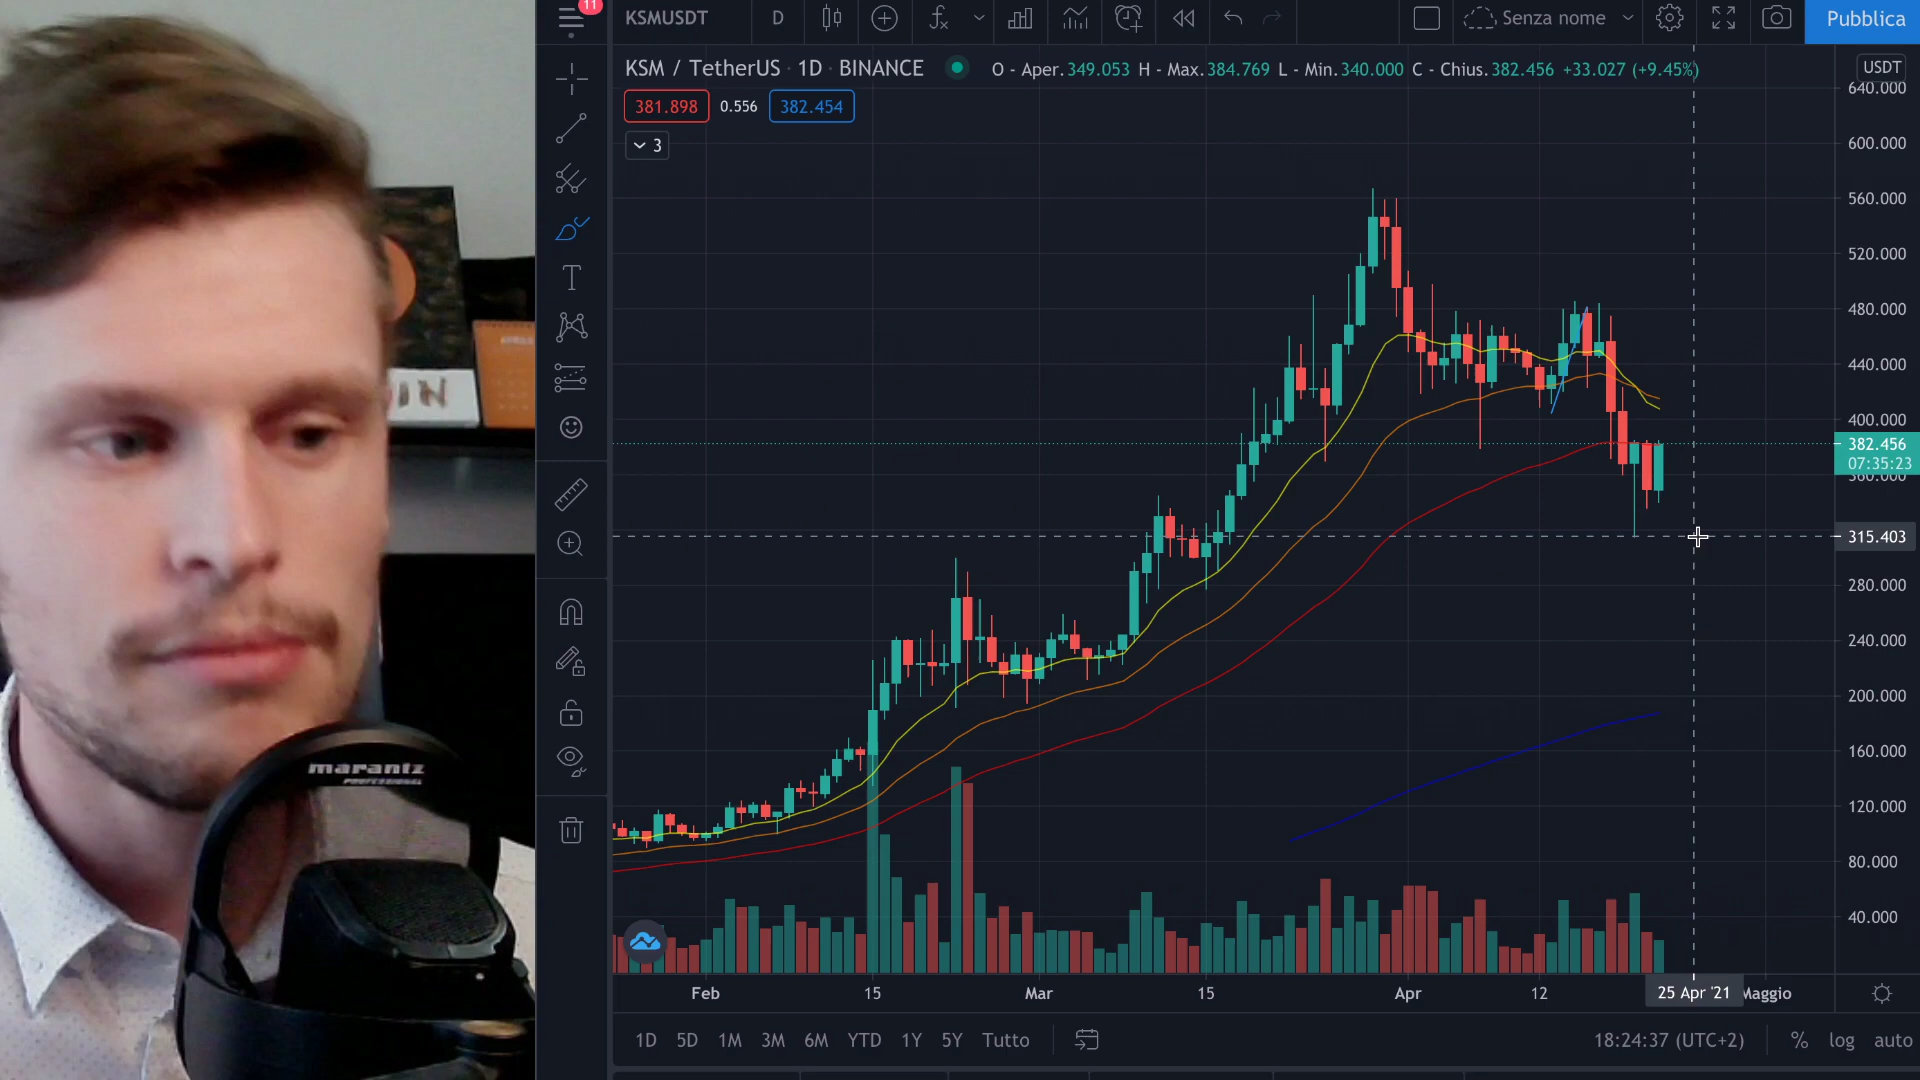 11
KSMUSDT
D
Senza nome
Pubblica
KSM / TetherUS · 1D · BINANCE
O - Aper. 349.053 H - Max. 384.769 L - Min. 340.000 C - Chius. 382.456 +33.027 (+9.45%)
USDT
381.898
0.556
382.454
3
640.000
600.000
560.000
520.000
480.000
440.000
400.000
382.456
07:35:23
360.000
315.403
280.000
240.000
200.000
160.000
120.000
80.000
40.000
IN
marantz
PROFESSIONAL
Feb
15
Mar
15
Apr
12
25 Apr '21
Maggio
1D
5D
1M
3M
6M
YTD
1Y
5Y
Tutto
18:24:37 (UTC+2)
%
log
auto